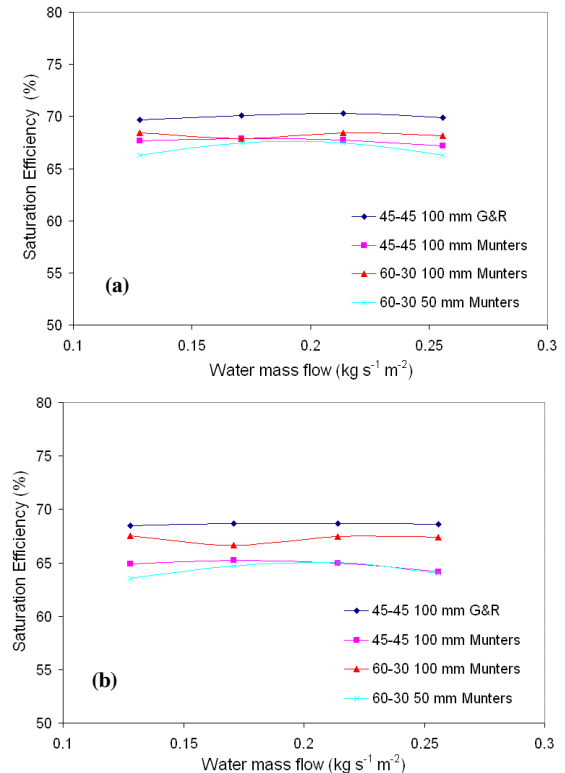 80
75
70
65
60
55
50
Saturation Efficiency (%)
45-45 100 mm G&R
45-45 100 mm Munters
60-30 100 mm Munters
60-30 50 mm Munters
(a)
0.1 0.15 0.2 0.25 0.3
Water mass flow (kg s⁻¹ m⁻²)
80
75
70
65
60
55
50
Saturation Efficiency (%)
45-45 100 mm G&R
45-45 100 mm Munters
60-30 100 mm Munters
60-30 50 mm Munters
(b)
0.1 0.15 0.2 0.25 0.3
Water mass flow (kg s⁻¹ m⁻²)